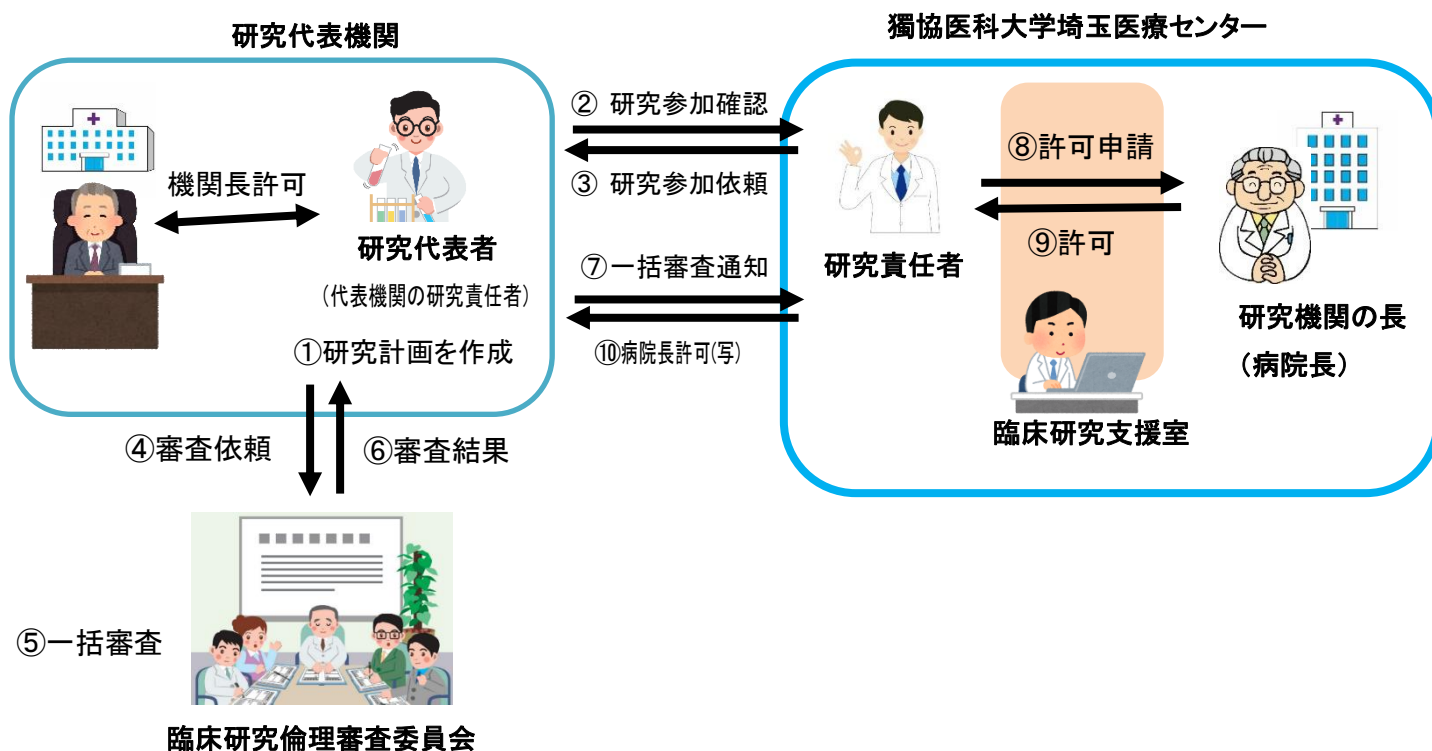 研究代表機関
獨協医科大学埼玉医療センター
機関長許可
研究代表者
(代表機関の研究責任者)
①研究計画を作成
② 研究参加確認
③ 研究参加依頼
⑦一括審査通知
⑩病院長許可(写)
研究責任者
⑧許可申請
⑨許可
臨床研究支援室
研究機関の長
(病院長)
④審査依頼
⑥審査結果
⑤一括審査
臨床研究倫理審査委員会